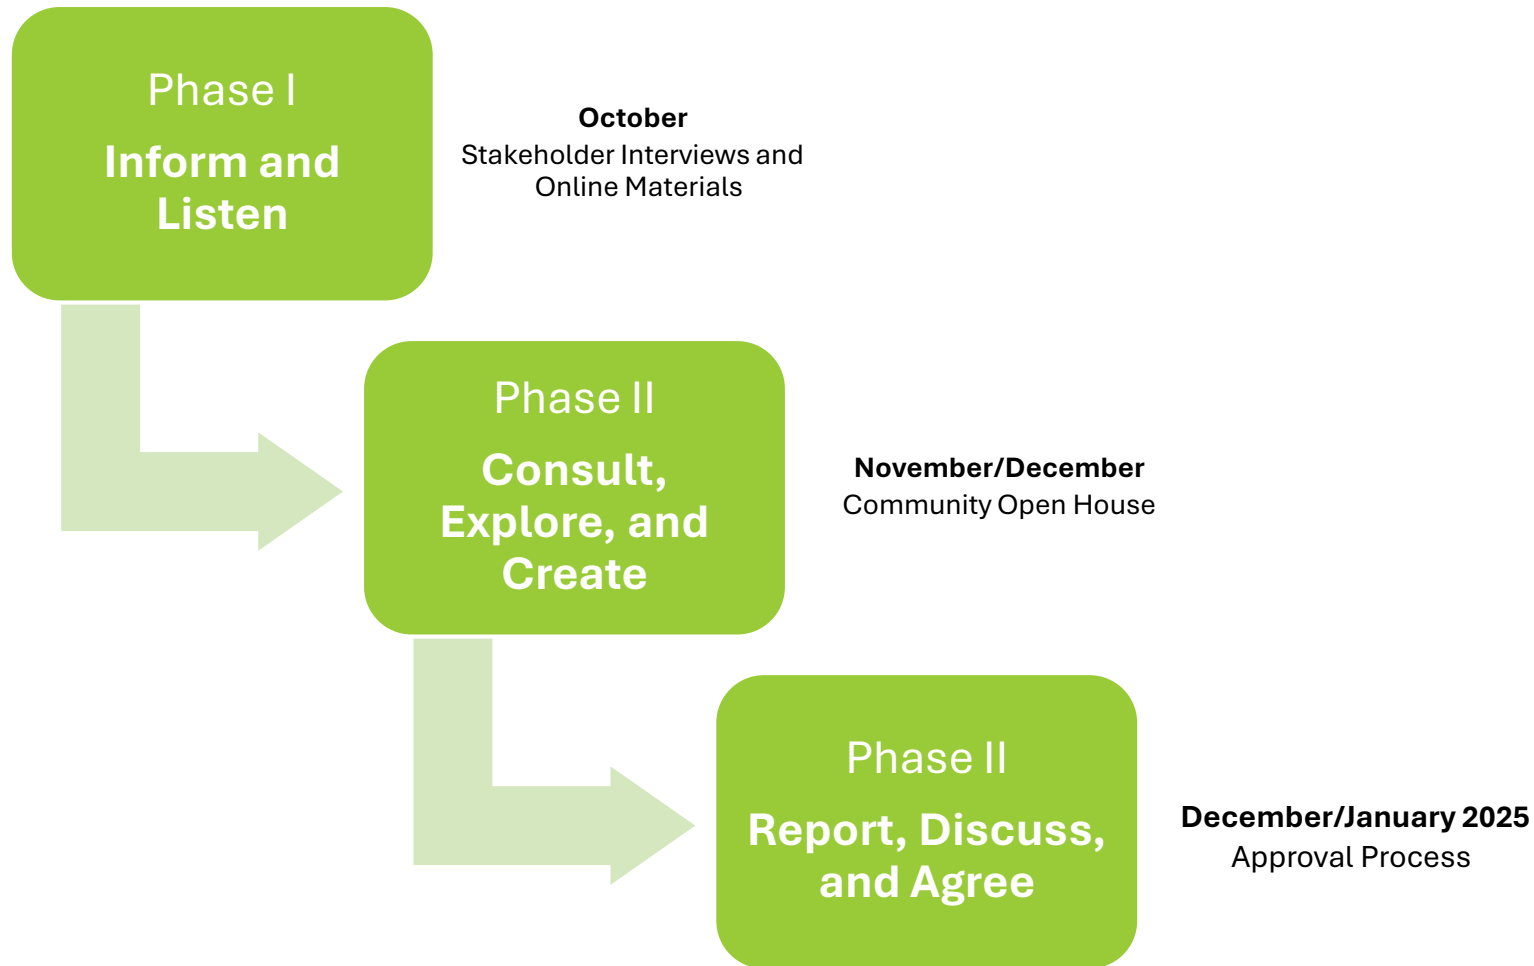 Phase I
Inform and
Listen
October
Stakeholder Interviews and
Online Materials
Phase II
Consult,
Explore, and
Create
November/December
Community Open House
Phase II
Report, Discuss,
and Agree
December/January 2025
Approval Process